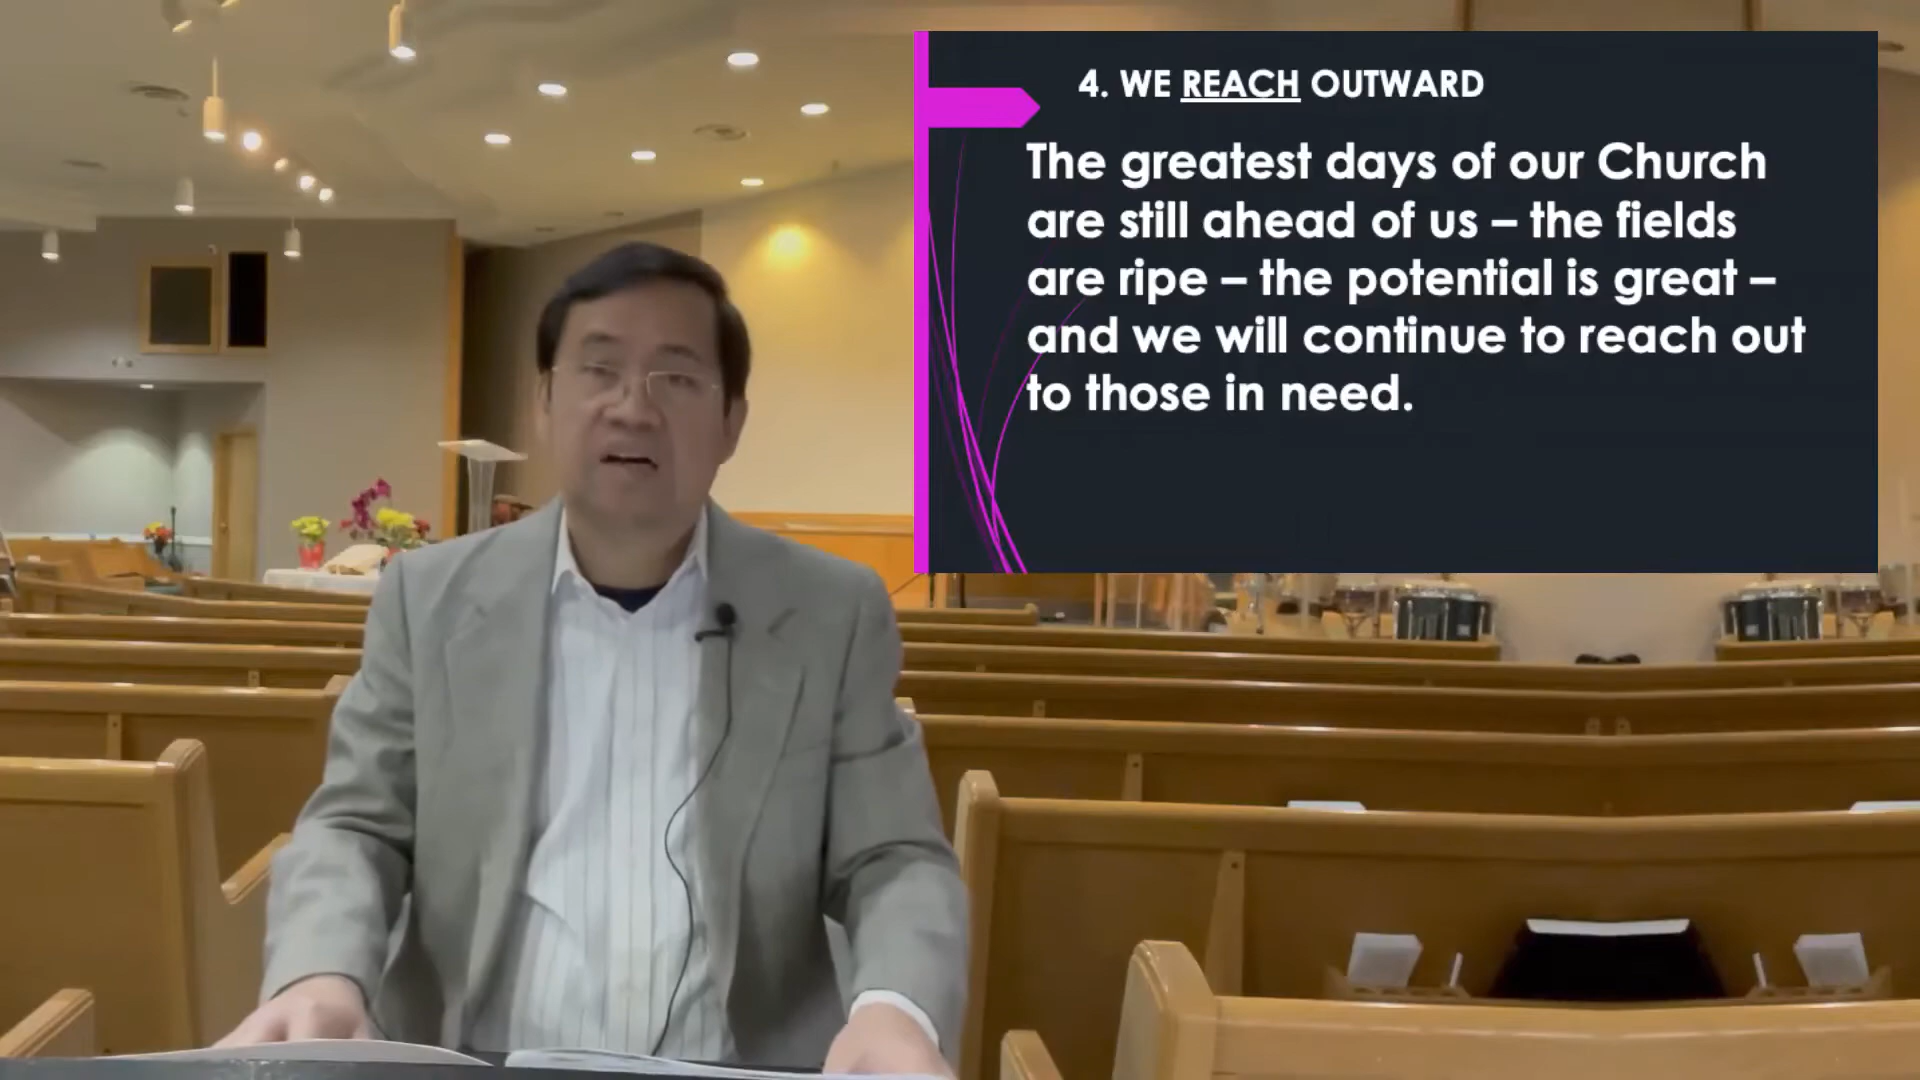 4. WE REACH OUTWARD
The greatest days of our Church
are still ahead of us – the fields
are ripe – the potential is great –
and we will continue to reach out
to those in need.